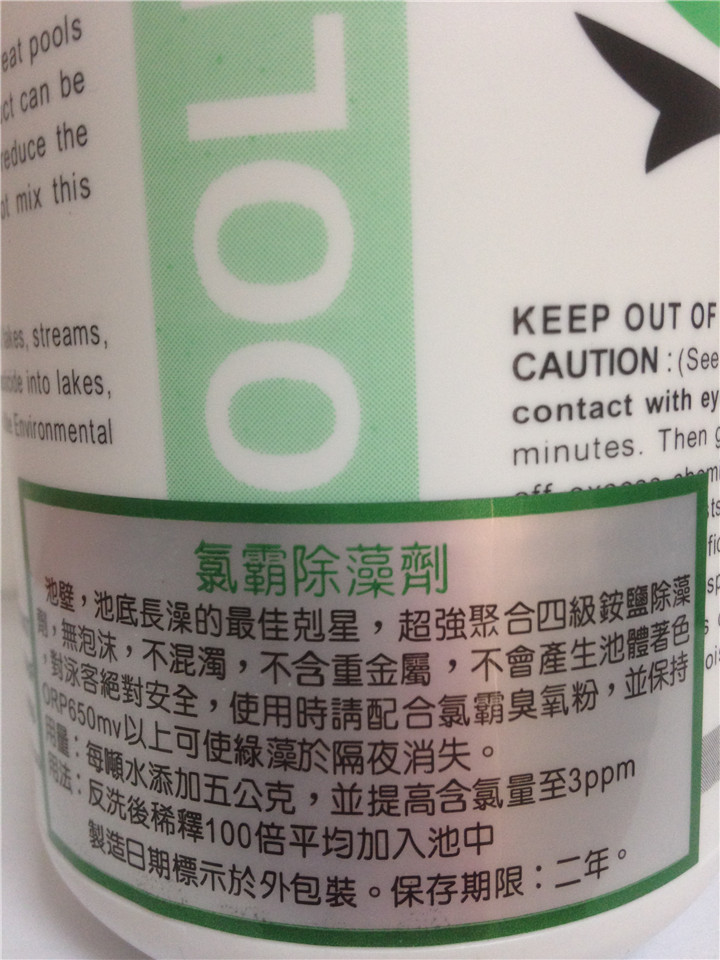 eat pools
ct can be
reduce the
ot mix this
akes, streams,
into lakes,
Environmental
OOL
KEEP OUT OF
CAUTION : (See
contact with ey
minutes. Then g
氯霸除藻劑
池壁，池底長澡的最佳剋星，超強聚合四級銨鹽除藻
劑，無泡沫，不混濁，不含重金屬，不會產生池體著色
，對泳客絕對安全，使用時請配合氯霸臭氧粉，並保持
ORP650mv以上可使綠藻於隔夜消失。
用量：每噸水添加五公克，並提高含氯量至3ppm
用法：反洗後稀釋100倍平均加入池中
製造日期標示於外包裝。保存期限：二年。